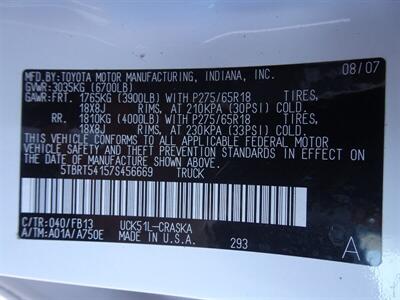 MFD.BY: TOYOTA MOTOR MANUFACTURING, INDIANA, INC. 08/07
GVWR: 3035KG (6700LB)
GAWR: FRT. 1765KG (3900LB) WITH P275/65R18 TIRES,
18X8J RIMS, AT 210KPA (30PSI) COLD.
RR. 1810KG (4000LB) WITH P275/65R18 TIRES,
18X8J RIMS, AT 230KPA (33PSI) COLD.
THIS VEHICLE CONFORMS TO ALL APPLICABLE FEDERAL MOTOR
VEHICLE SAFETY AND THEFT PREVENTION STANDARDS IN EFFECT
ON THE DATE OF MANUFACTURE SHOWN ABOVE.
5TBRT54157S456669 TRUCK
C/TR: 040/FB13 UCK51L-CRASKA
A/TM: A01A/A750E MADE IN U.S.A. 293 A